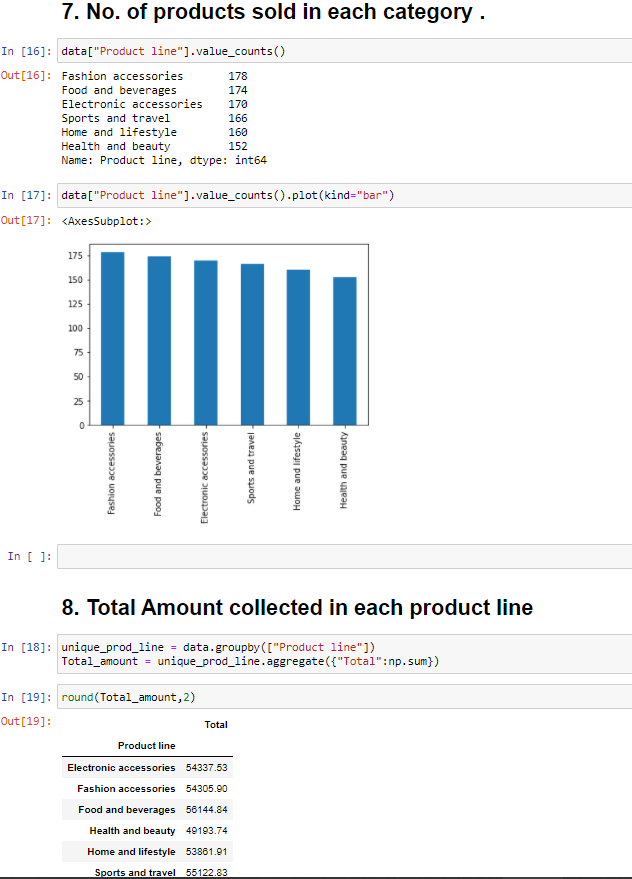 7. No. of products sold in each category .
In [16]: data["Product line"].value_counts()
Out[16]: Fashion accessories 178
Food and beverages 174
Electronic accessories 170
Sports and travel 166
Home and lifestyle 160
Health and beauty 152
Name: Product line, dtype: int64
In [17]: data["Product line"].value_counts().plot(kind="bar")
Out[17]: <AxesSubplot:>
175
150
125
100
75
50
25
0
Fashion accessories
Food and beverages
Electronic accessories
Sports and travel
Home and lifestyle
Health and beauty
In [ ]:
8. Total Amount collected in each product line
In [18]: unique_prod_line = data.groupby(["Product line"])
Total_amount = unique_prod_line.aggregate({"Total":np.sum})
In [19]: round(Total_amount,2)
Out[19]:
Total
Product line
Electronic accessories 54337.53
Fashion accessories 54305.90
Food and beverages 56144.84
Health and beauty 49193.74
Home and lifestyle 53861.91
Sports and travel 55122.83